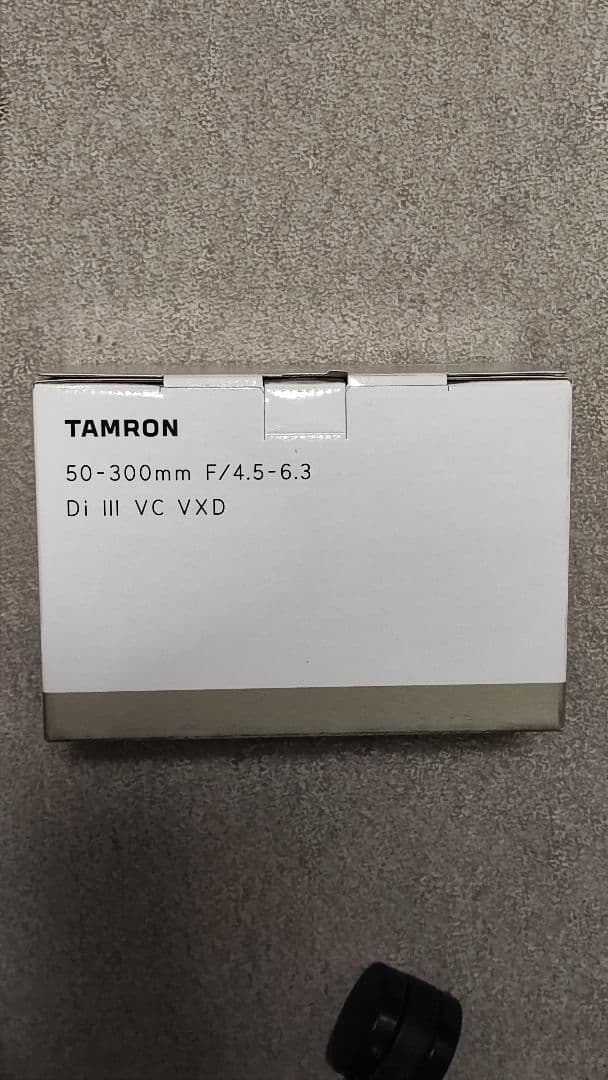 TAMRON
50-300mm F/4.5-6.3
Di III VC VXD